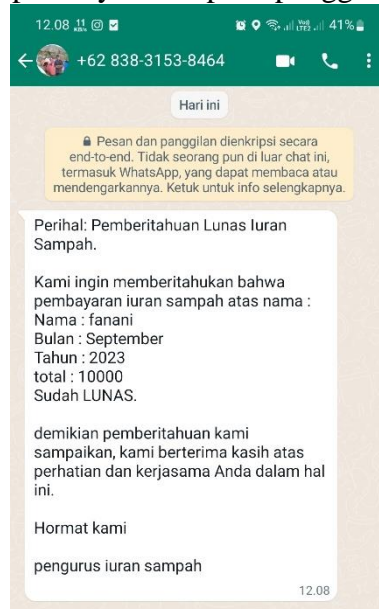 12.08
41%
+62 838-3153-8464
Hari ini
Pesan dan panggilan dienkripsi secara
end-to-end. Tidak seorang pun di luar chat ini,
termasuk WhatsApp, yang dapat membaca atau
mendengarkannya. Ketuk untuk info selengkapnya.
Perihal: Pemberitahuan Lunas Iuran
Sampah.
Kami ingin memberitahukan bahwa
pembayaran iuran sampah atas nama :
Nama : fanani
Bulan : September
Tahun : 2023
total : 10000
Sudah LUNAS.
demikian pemberitahuan kami
sampaikan, kami berterima kasih atas
perhatian dan kerjasama Anda dalam hal
ini.
Hormat kami
pengurus iuran sampah
12.08